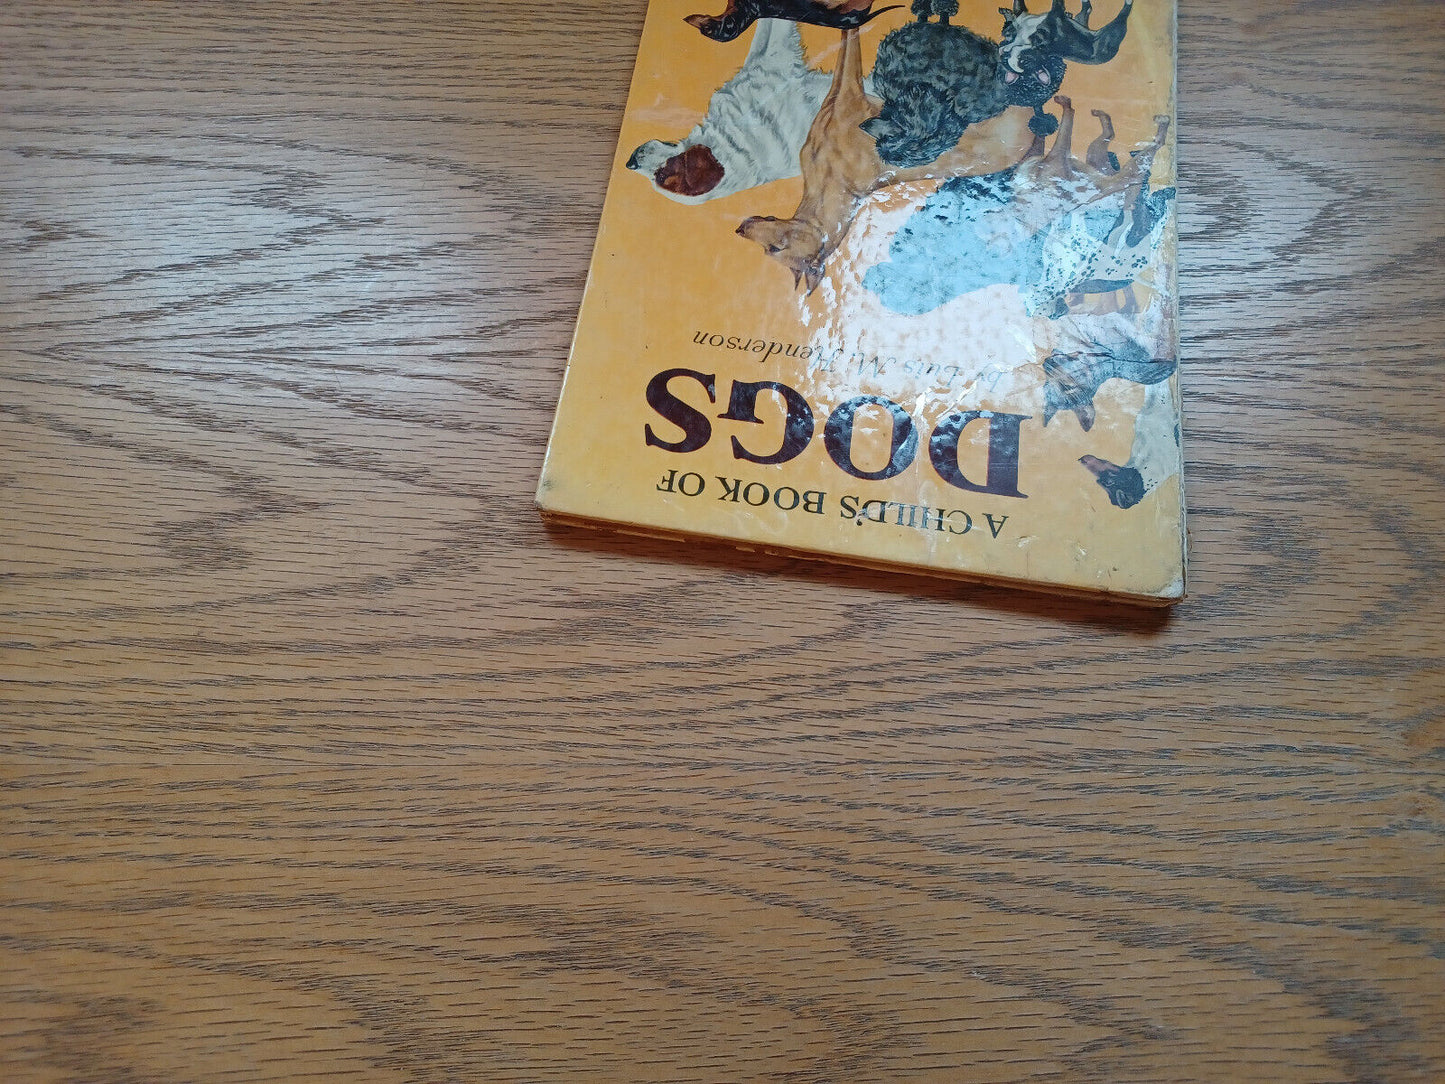 A CHILD'S BOOK OF
DOGS
by Luis M. Henderson